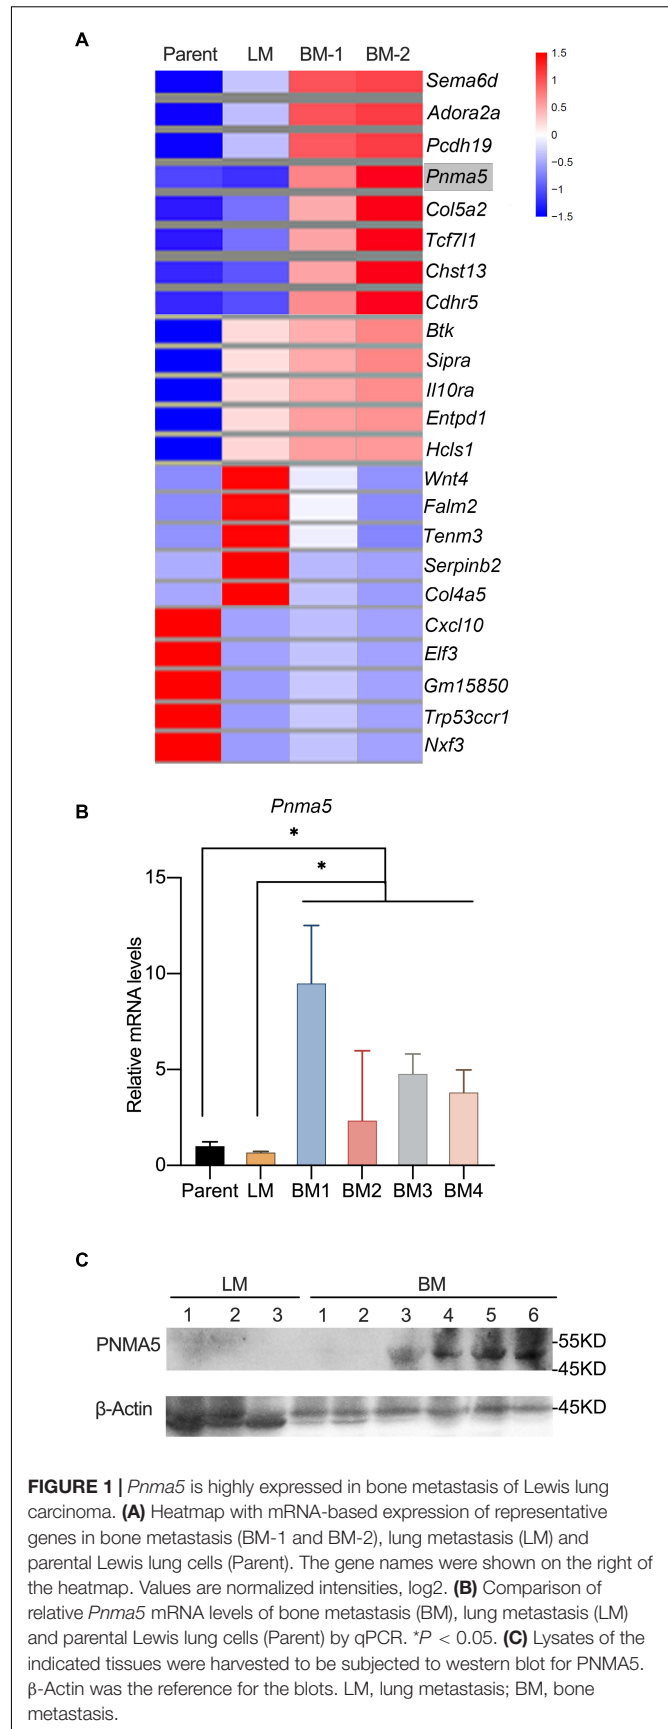 A
Parent LM BM-1 BM-2
Sema6d
Adora2a
Pcdh19
Pnma5
Col5a2
Tcf7l1
Chst13
Cdhr5
Btk
Sipra
Il10ra
Entpd1
Hcls1
Wnt4
Falm2
Tenm3
Serpinb2
Col4a5
Cxcl10
Elf3
Gm15850
Trp53ccr1
Nxf3
1.5
1
0.5
0
−0.5
−1
−1.5
B
Pnma5
*
*
Relative mRNA levels
15
10
5
0
Parent LM BM1 BM2 BM3 BM4
C
LM BM
1 2 3 1 2 3 4 5 6
PNMA5
-55KD
-45KD
β-Actin
-45KD
FIGURE 1 | Pnma5 is highly expressed in bone metastasis of Lewis lung
carcinoma. (A) Heatmap with mRNA-based expression of representative
genes in bone metastasis (BM-1 and BM-2), lung metastasis (LM) and
parental Lewis lung cells (Parent). The gene names were shown on the right of
the heatmap. Values are normalized intensities, log2. (B) Comparison of
relative Pnma5 mRNA levels of bone metastasis (BM), lung metastasis (LM)
and parental Lewis lung cells (Parent) by qPCR. *P < 0.05. (C) Lysates of the
indicated tissues were harvested to be subjected to western blot for PNMA5.
β-Actin was the reference for the blots. LM, lung metastasis; BM, bone
metastasis.